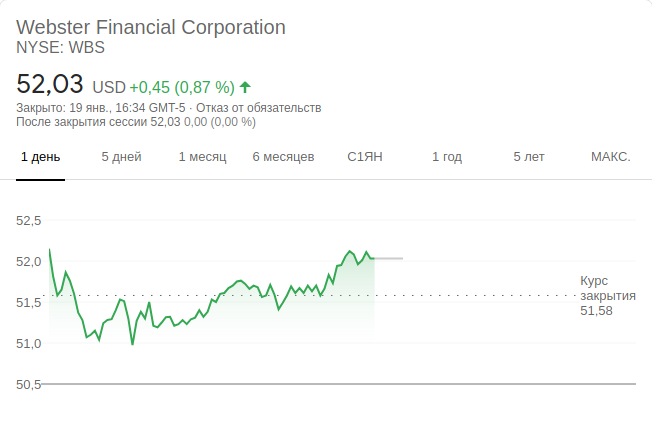 Webster Financial Corporation
NYSE: WBS
52,03 USD +0,45 (0,87 %)
Закрыто: 19 янв., 16:34 GMT-5 · Отказ от обязательств
После закрытия сессии 52,03 0,00 (0,00 %)
1 день 5 дней 1 месяц 6 месяцев С1ЯН 1 год 5 лет МАКС.
52,5
52,0
51,5
51,0
50,5
Курс
закрытия
51,58